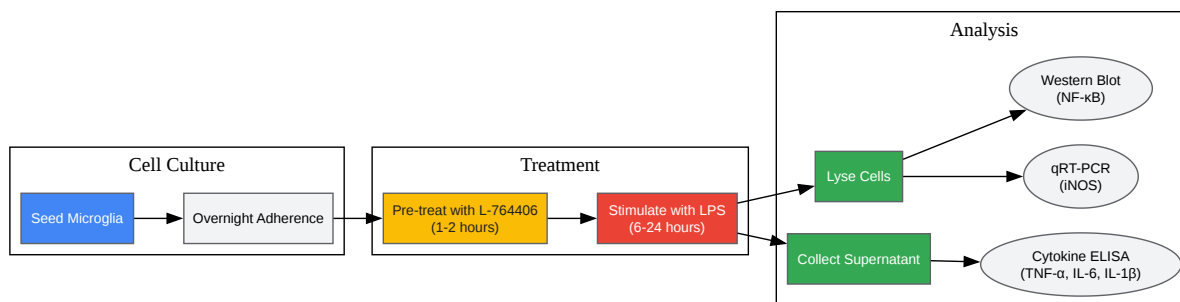 Cell Culture
Seed Microglia
Overnight Adherence
Treatment
Pre-treat with L-764406
(1-2 hours)
Stimulate with LPS
(6-24 hours)
Analysis
Lyse Cells
Collect Supernatant
Western Blot
(NF-κB)
qRT-PCR
(iNOS)
Cytokine ELISA
(TNF-α, IL-6, IL-1β)